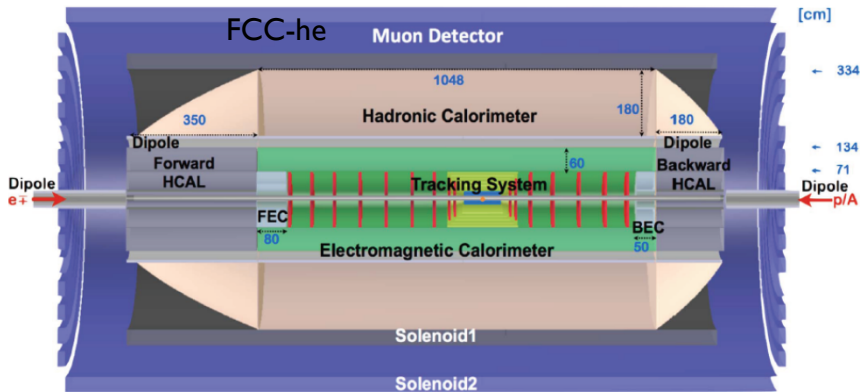 FCC-he
[cm]
Muon Detector
334
1048
Hadronic Calorimeter
180
350
180
Dipole
Dipole
134
Forward
HCAL
60
Backward
HCAL
71
Dipole
e∓
Tracking System
Dipole
p/A
FEC
80
BEC
50
Electromagnetic Calorimeter
Solenoid1
Solenoid2